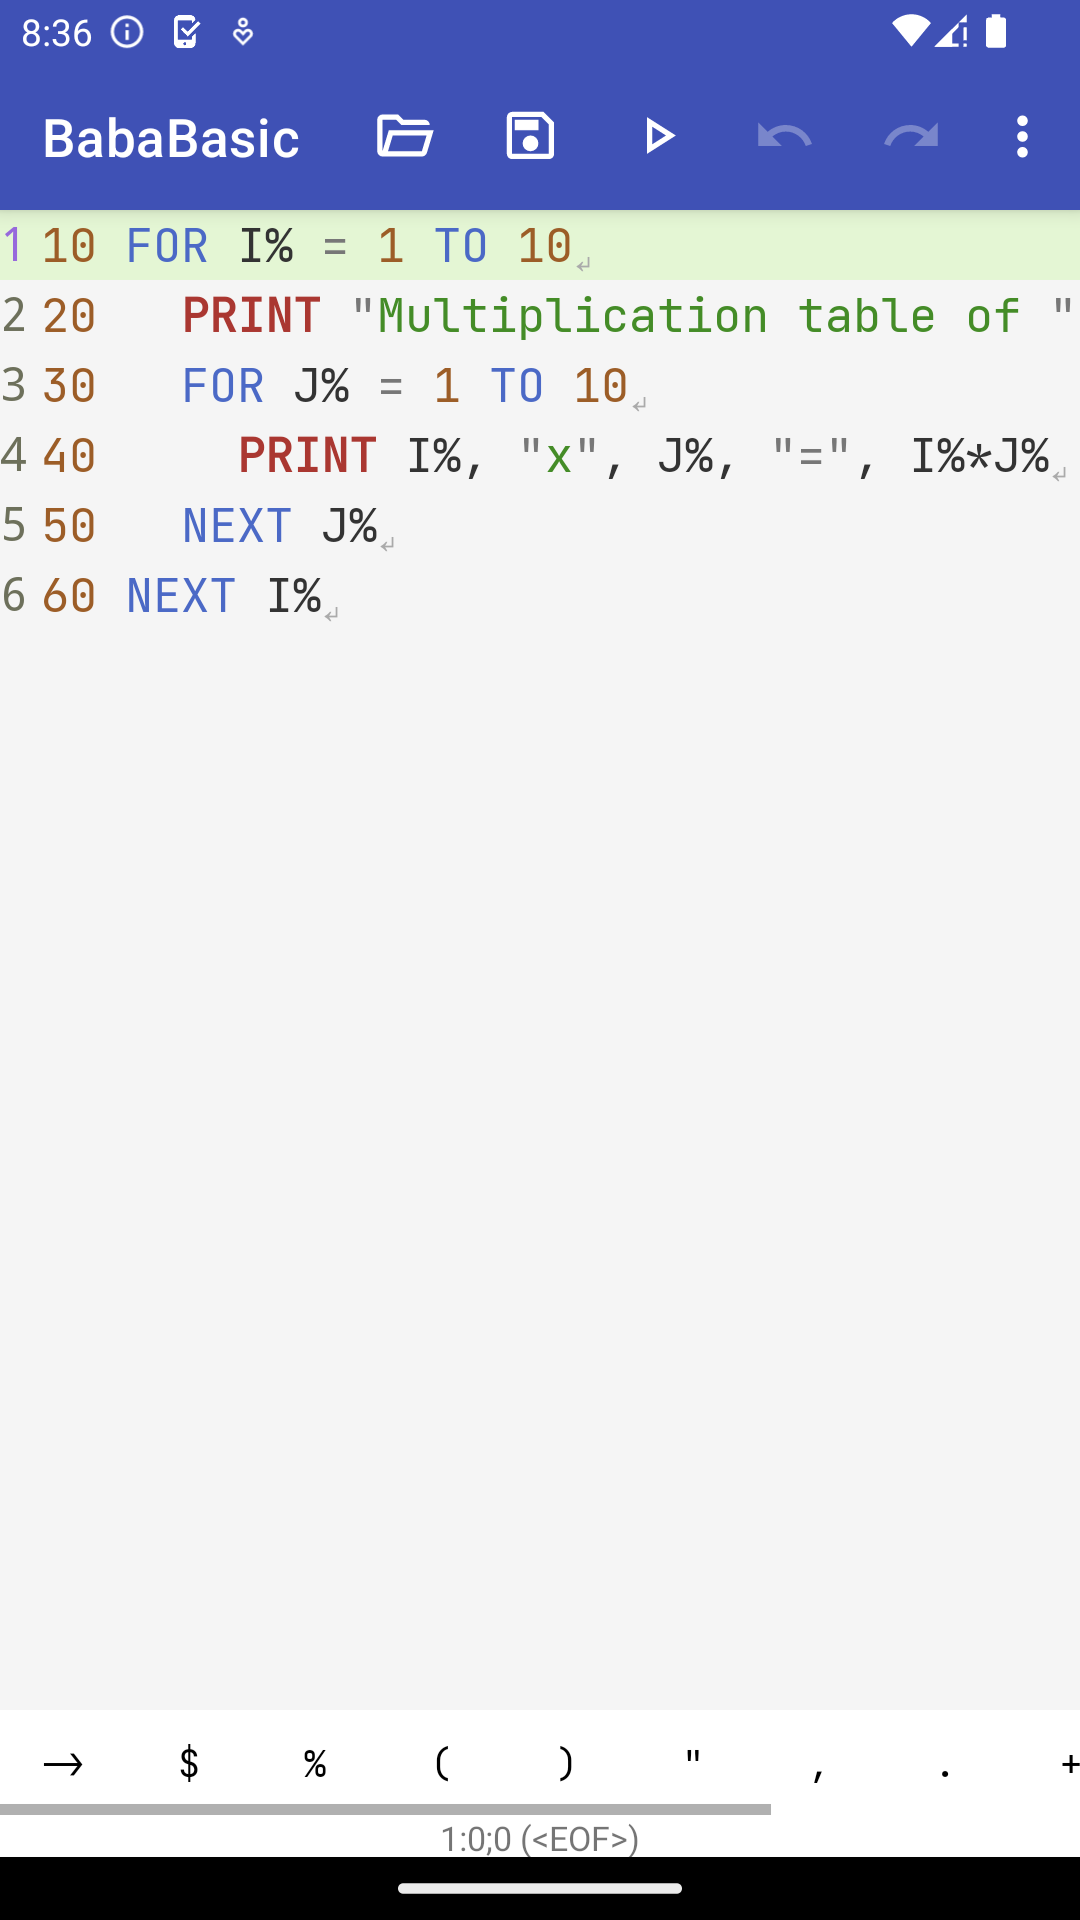 8:36
BabaBasic
1 10 FOR I% = 1 TO 10
2 20   PRINT "Multiplication table of "
3 30   FOR J% = 1 TO 10
4 40     PRINT I%, "x", J%, "=", I%*J%
5 50   NEXT J%
6 60 NEXT I%
→ $ % ( ) " , . +
1:0;0 (<EOF>)